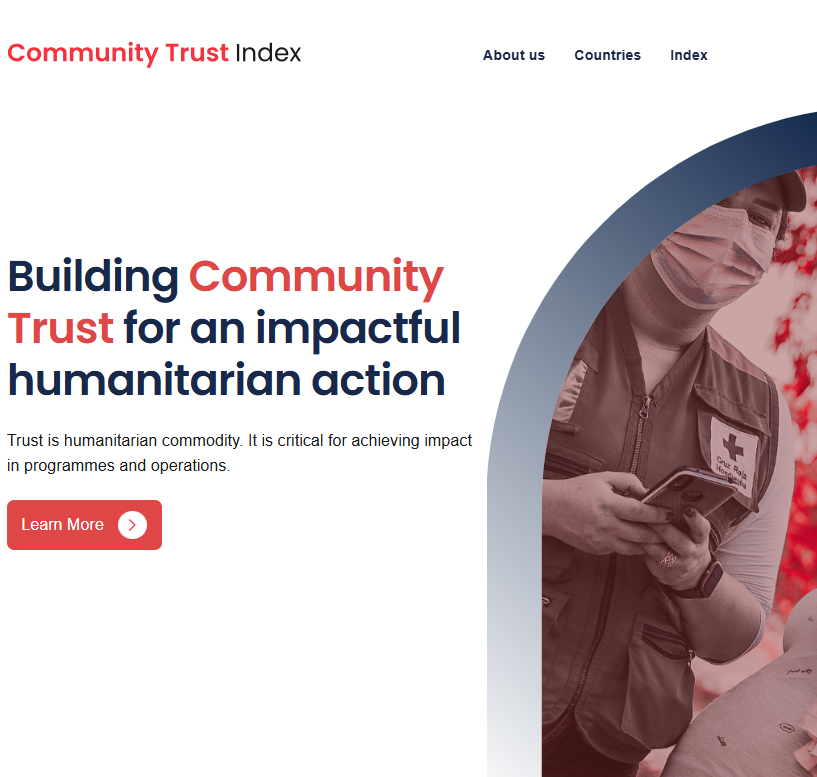 Community Trust Index
About us Countries Index
Building Community
Trust for an impactful
humanitarian action
Trust is humanitarian commodity. It is critical for achieving impact
in programmes and operations.
Learn More
Cruz Roja
Hondureña